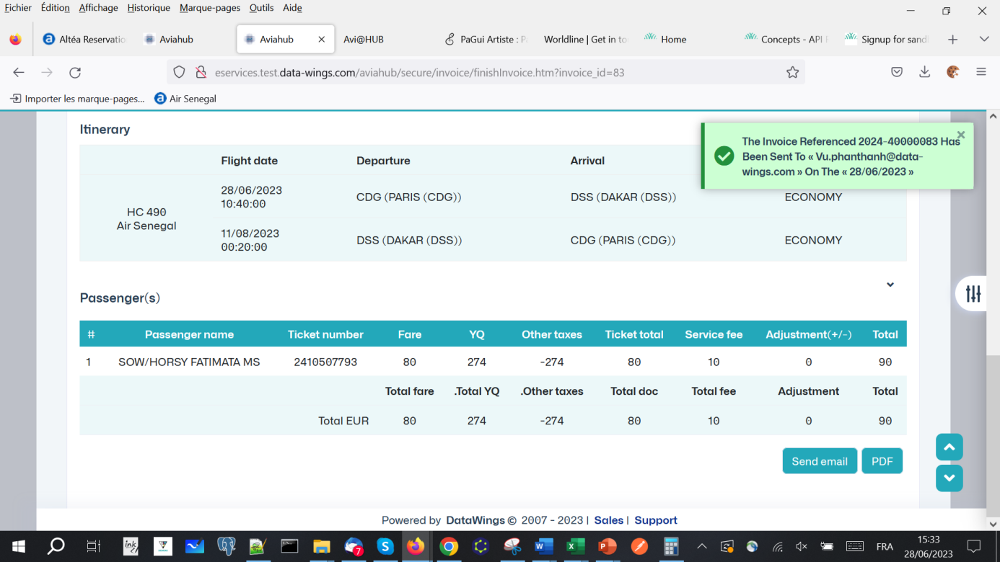 Fichier Édition Affichage Historique Marque-pages Outils Aide
Altéa Reservatio Aviahub Aviahub Avi@HUB PaGui Artiste : Pa Worldline | Get in to Home Concepts - API Signup for sand
eservices.test.data-wings.com/aviahub/secure/invoice/finishInvoice.htm?invoice_id=83
Importer les marque-pages... Air Senegal
Itinerary
The Invoice Referenced 2024-40000083 Has
Been Sent To « Vu.phanthanh@data-
wings.com » On The « 28/06/2023 »
Flight date Departure Arrival
HC 490
Air Senegal
28/06/2023
10:40:00
CDG (PARIS (CDG)) DSS (DAKAR (DSS)) ECONOMY
11/08/2023
00:20:00
DSS (DAKAR (DSS)) CDG (PARIS (CDG)) ECONOMY
Passenger(s)
# Passenger name Ticket number Fare YQ Other taxes Ticket total Service fee Adjustment(+/-) Total
1 SOW/HORSY FATIMATA MS 2410507793 80 274 -274 80 10 0 90
Total fare .Total YQ .Other taxes Total doc Total fee Adjustment Total
Total EUR 80 274 -274 80 10 0 90
Send email PDF
Powered by DataWings © 2007 - 2023 | Sales | Support
ink 7 FRA
15:33
28/06/2023